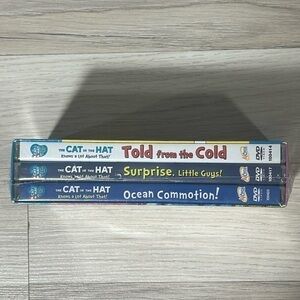 THE CAT IN THE HAT
Knows a Lot About That!
Told from the Cold
DVD
THE CAT IN THE HAT
Knows a Lot About That!
Surprise, Little Guys!
DVD
THE CAT IN THE HAT
Knows a Lot About That!
Ocean Commotion!
DVD